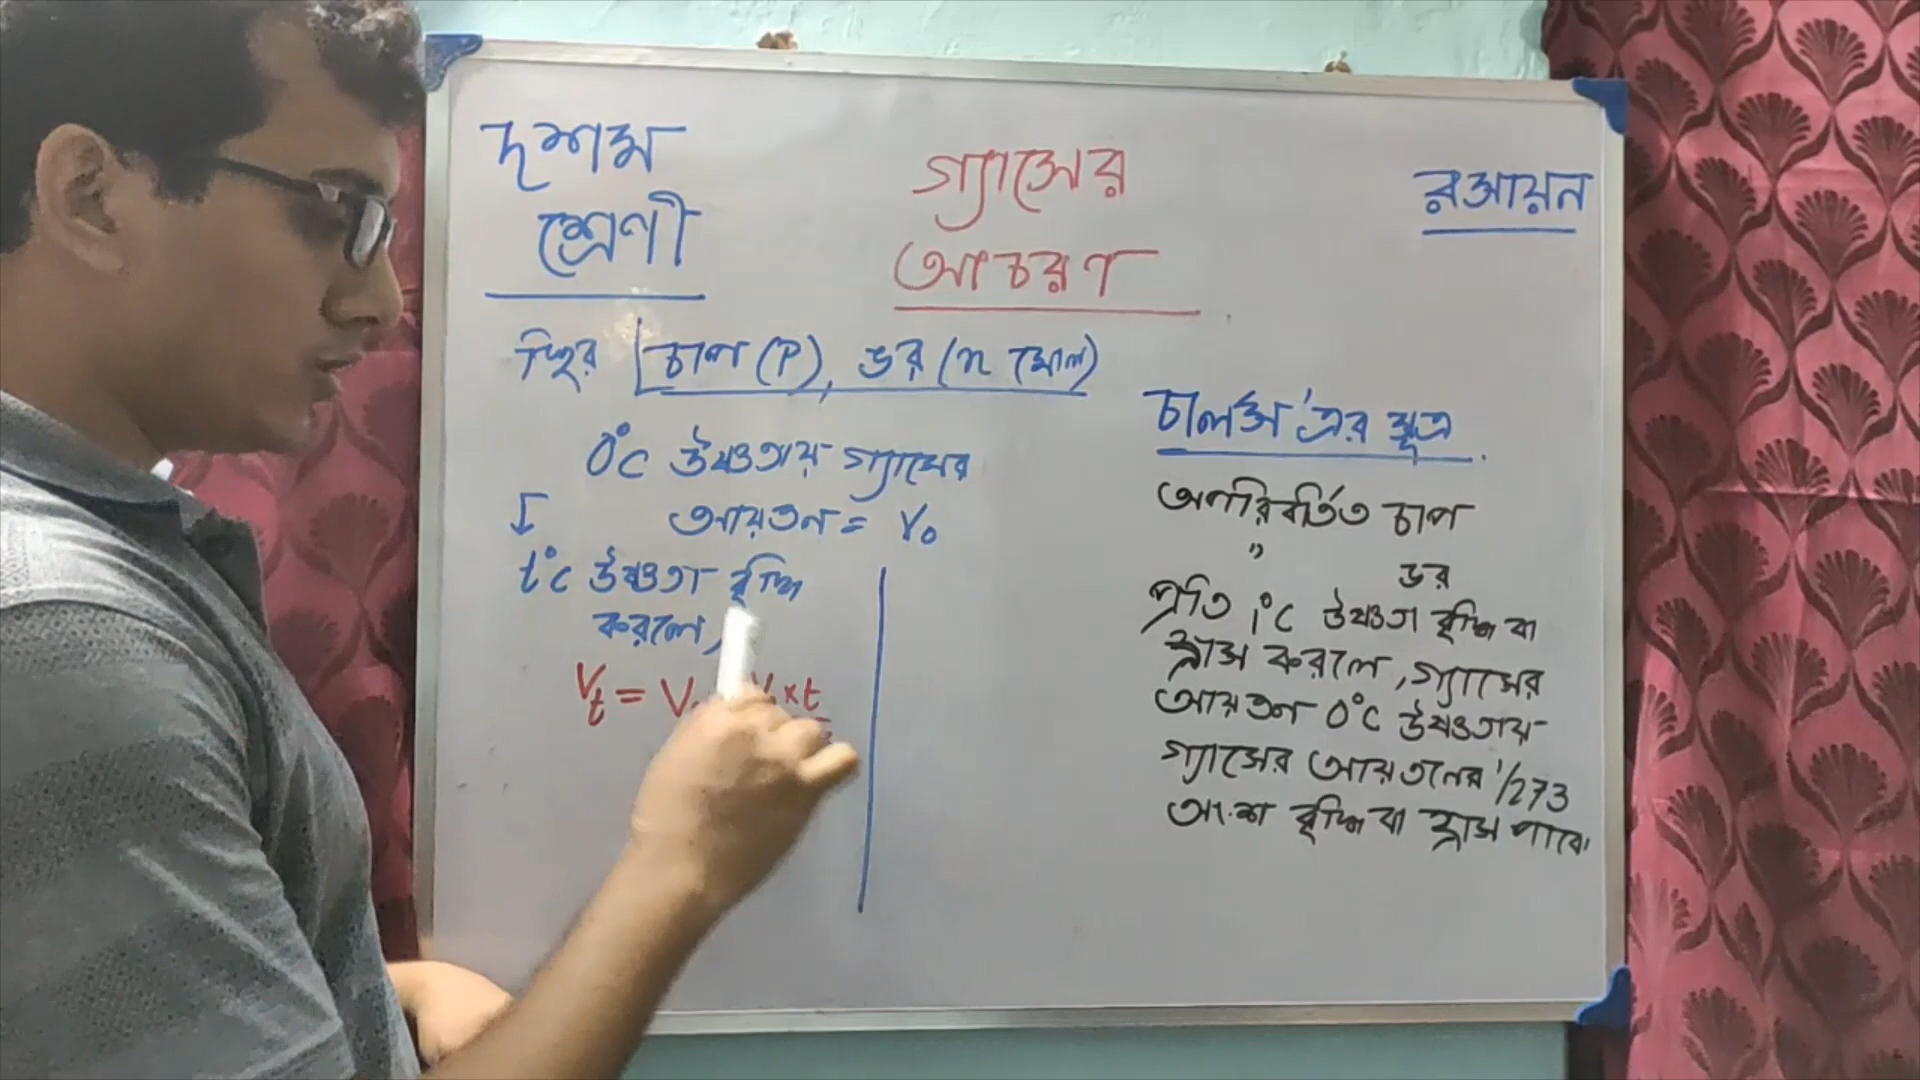 দশম
শ্রেণী
গ্যাসের
আচরণ
রসায়ন
স্থির চাপ (P), ভর (n মোল)
0°C উষ্ণতায় গ্যাসের
আয়তন = V₀
t°C উষ্ণতা বৃদ্ধি
করলে,
Vt = V × t
চার্লস'এর সূত্র
অপরিবর্তিত চাপ
" ভর
প্রতি 1°C উষ্ণতা বৃদ্ধি বা
হ্রাস করলে, গ্যাসের
আয়তন 0°C উষ্ণতায়
গ্যাসের আয়তনের 1/273
অংশ বৃদ্ধি বা হ্রাস পাবে।